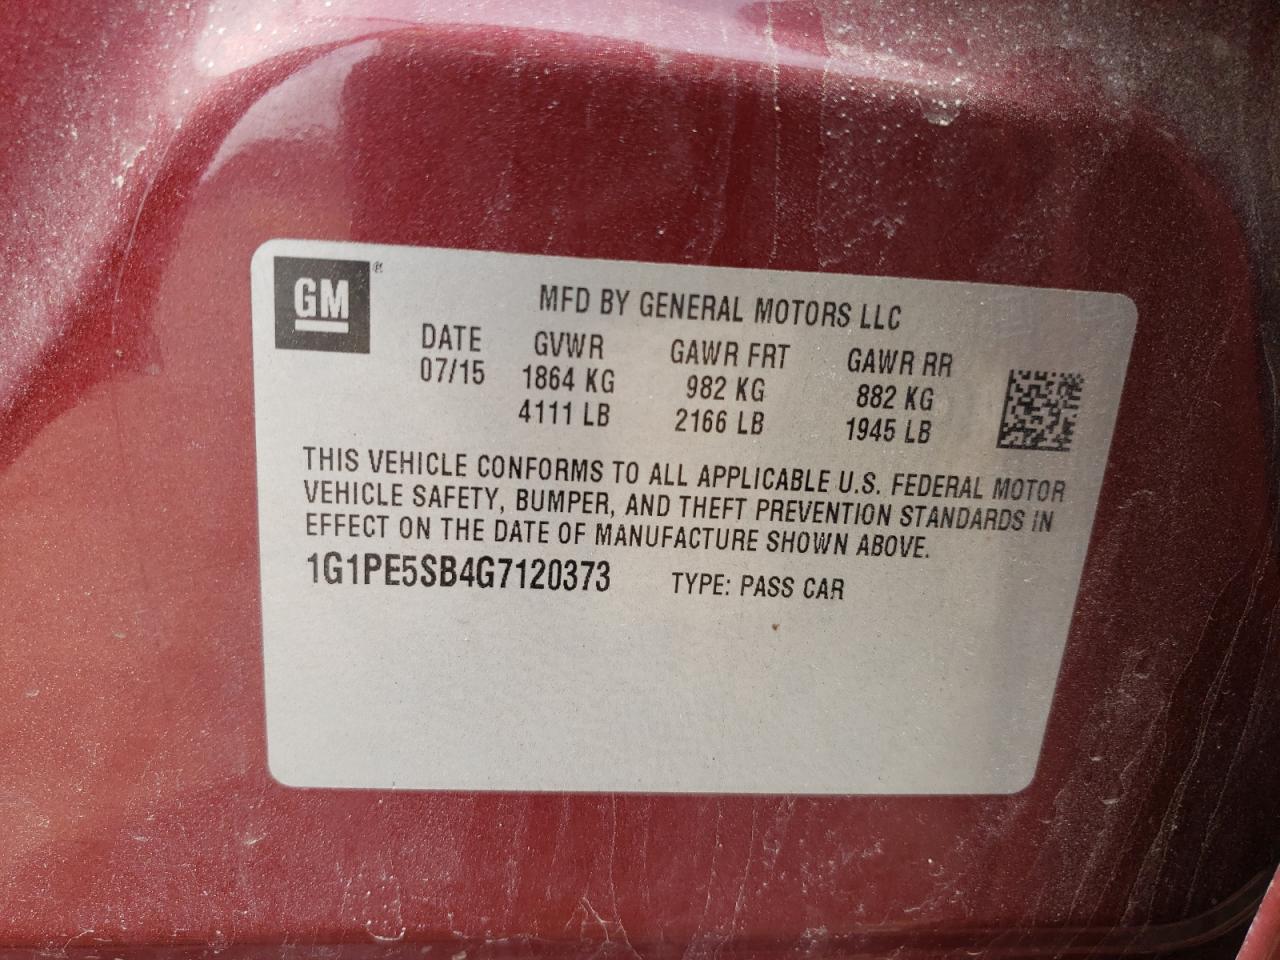 GM®
MFD BY GENERAL MOTORS LLC
DATE GVWR GAWR FRT GAWR RR
07/15 1864 KG 982 KG 882 KG
4111 LB 2166 LB 1945 LB
THIS VEHICLE CONFORMS TO ALL APPLICABLE U.S. FEDERAL MOTOR
VEHICLE SAFETY, BUMPER, AND THEFT PREVENTION STANDARDS IN
EFFECT ON THE DATE OF MANUFACTURE SHOWN ABOVE.
1G1PE5SB4G7120373 TYPE: PASS CAR